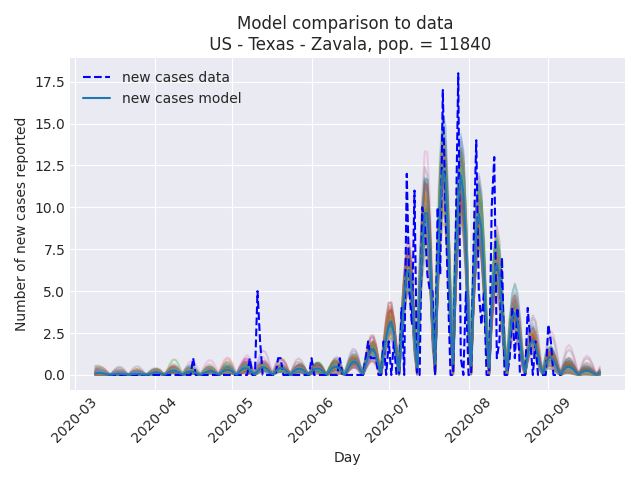 Model comparison to data
US - Texas - Zavala, pop. = 11840
new cases data
new cases model
Number of new cases reported
17.5
15.0
12.5
10.0
7.5
5.0
2.5
0.0
2020-03
2020-04
2020-05
2020-06
2020-07
2020-08
2020-09
Day